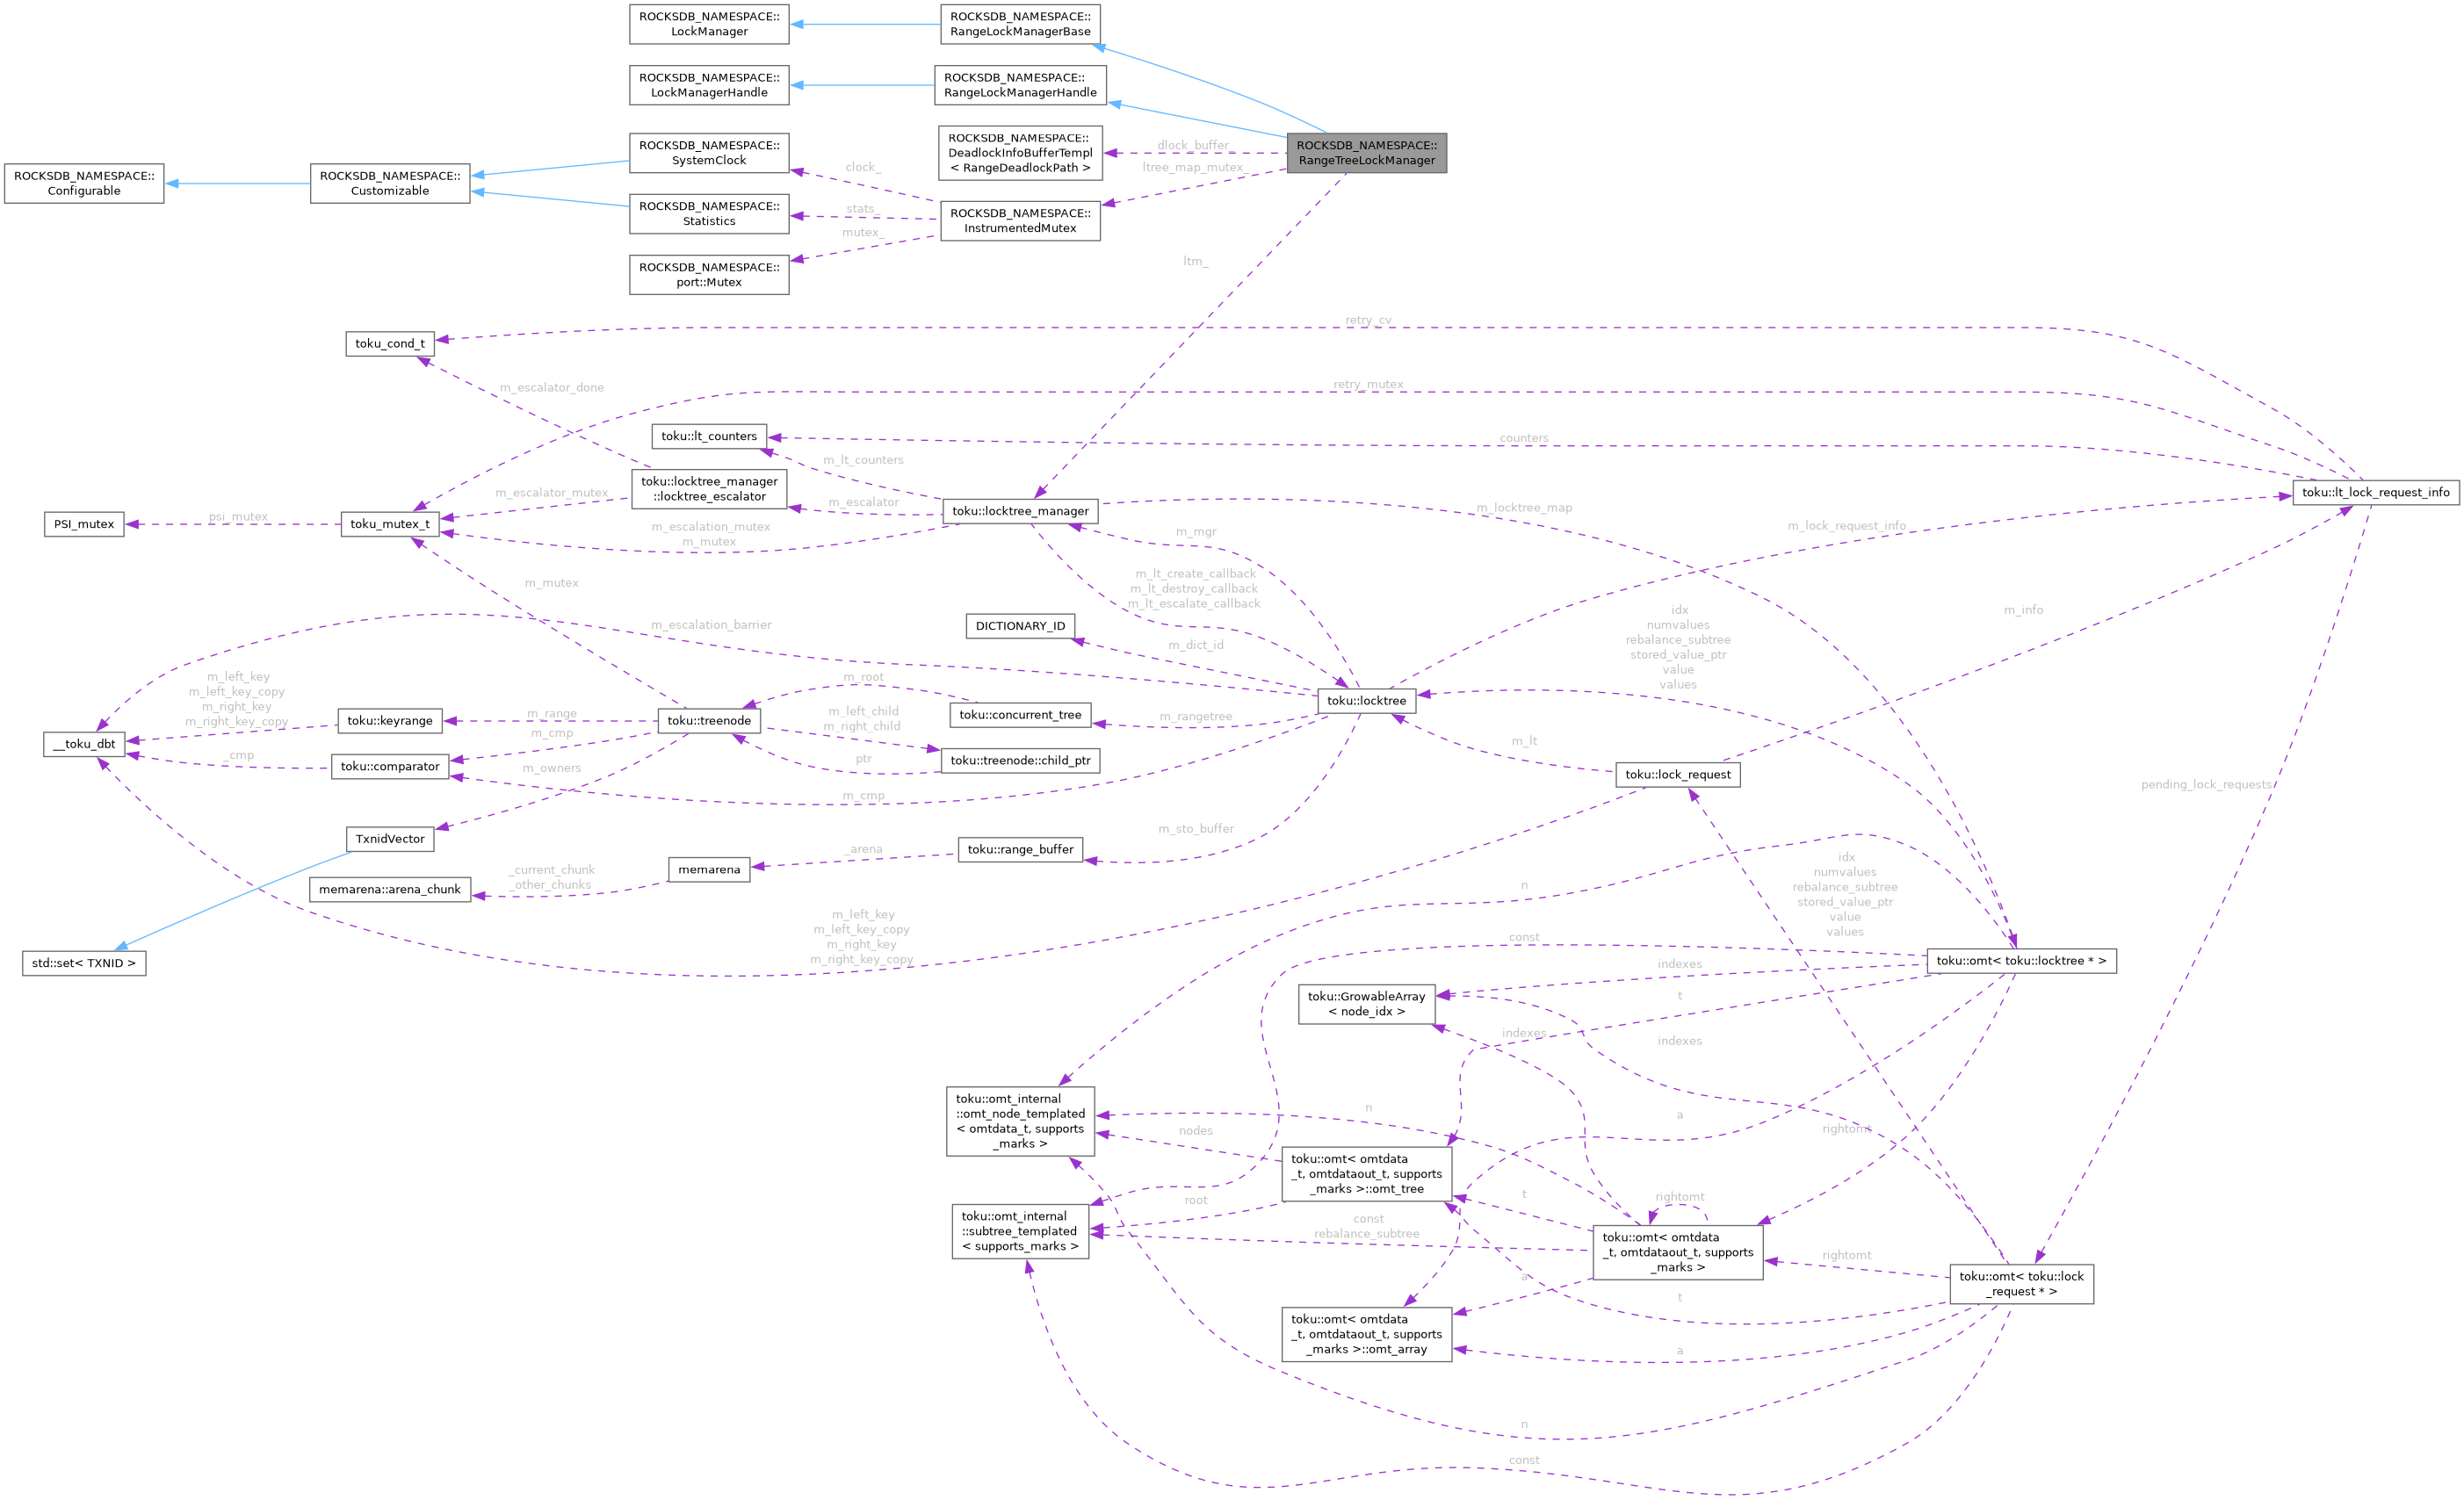 ROCKSDB_NAMESPACE::
LockManager
ROCKSDB_NAMESPACE::
RangeLockManagerBase
ROCKSDB_NAMESPACE::
LockManagerHandle
ROCKSDB_NAMESPACE::
RangeLockManagerHandle
ROCKSDB_NAMESPACE::
RangeTreeLockManager
ROCKSDB_NAMESPACE::
DeadlockInfoBufferTempl
< RangeDeadlockPath >
dlock_buffer_
ltree_map_mutex_
ROCKSDB_NAMESPACE::
SystemClock
clock_
ROCKSDB_NAMESPACE::
Configurable
ROCKSDB_NAMESPACE::
Customizable
ROCKSDB_NAMESPACE::
Statistics
stats_
mutex_
ROCKSDB_NAMESPACE::
InstrumentedMutex
ROCKSDB_NAMESPACE::
port::Mutex
ltm_
retry_cv
toku_cond_t
m_escalator_done
retry_mutex
toku::lt_counters
counters
m_lt_counters
toku::locktree_manager
::locktree_escalator
m_escalator_mutex
m_escalator
toku::locktree_manager
m_locktree_map
toku::lt_lock_request_info
PSI_mutex
psi_mutex
toku_mutex_t
m_escalation_mutex
m_mutex
m_mgr
m_lock_request_info
m_mutex
m_lt_create_callback
m_lt_destroy_callback
m_lt_escalate_callback
DICTIONARY_ID
m_dict_id
m_escalation_barrier
idx
numvalues
rebalance_subtree
stored_value_ptr
value
values
m_info
m_left_key
m_left_key_copy
m_right_key
m_right_key_copy
m_root
toku::locktree
toku::keyrange
m_range
toku::treenode
m_left_child
m_right_child
toku::concurrent_tree
m_rangetree
__toku_dbt
_cmp
toku::comparator
m_cmp
m_owners
ptr
toku::treenode::child_ptr
m_cmp
m_lt
toku::lock_request
pending_lock_requests
TxnidVector
m_sto_buffer
toku::range_buffer
_arena
memarena
_current_chunk
_other_chunks
memarena::arena_chunk
n
idx
numvalues
rebalance_subtree
stored_value_ptr
value
values
m_left_key
m_left_key_copy
m_right_key
m_right_key_copy
std::set< TXNID >
const
toku::omt< toku::locktree * >
indexes
toku::GrowableArray
< node_idx >
t
indexes
indexes
toku::omt_internal
::omt_node_templated
< omtdata_t, supports
_marks >
n
nodes
a
rightomt
toku::omt< omtdata
_t, omtdataout_t, supports
_marks >::omt_tree
toku::omt_internal
::subtree_templated
< supports_marks >
root
t
rightomt
const
rebalance_subtree
toku::omt< omtdata
_t, omtdataout_t, supports
_marks >
rightomt
toku::omt< toku::lock
_request * >
a
t
toku::omt< omtdata
_t, omtdataout_t, supports
_marks >::omt_array
a
n
const